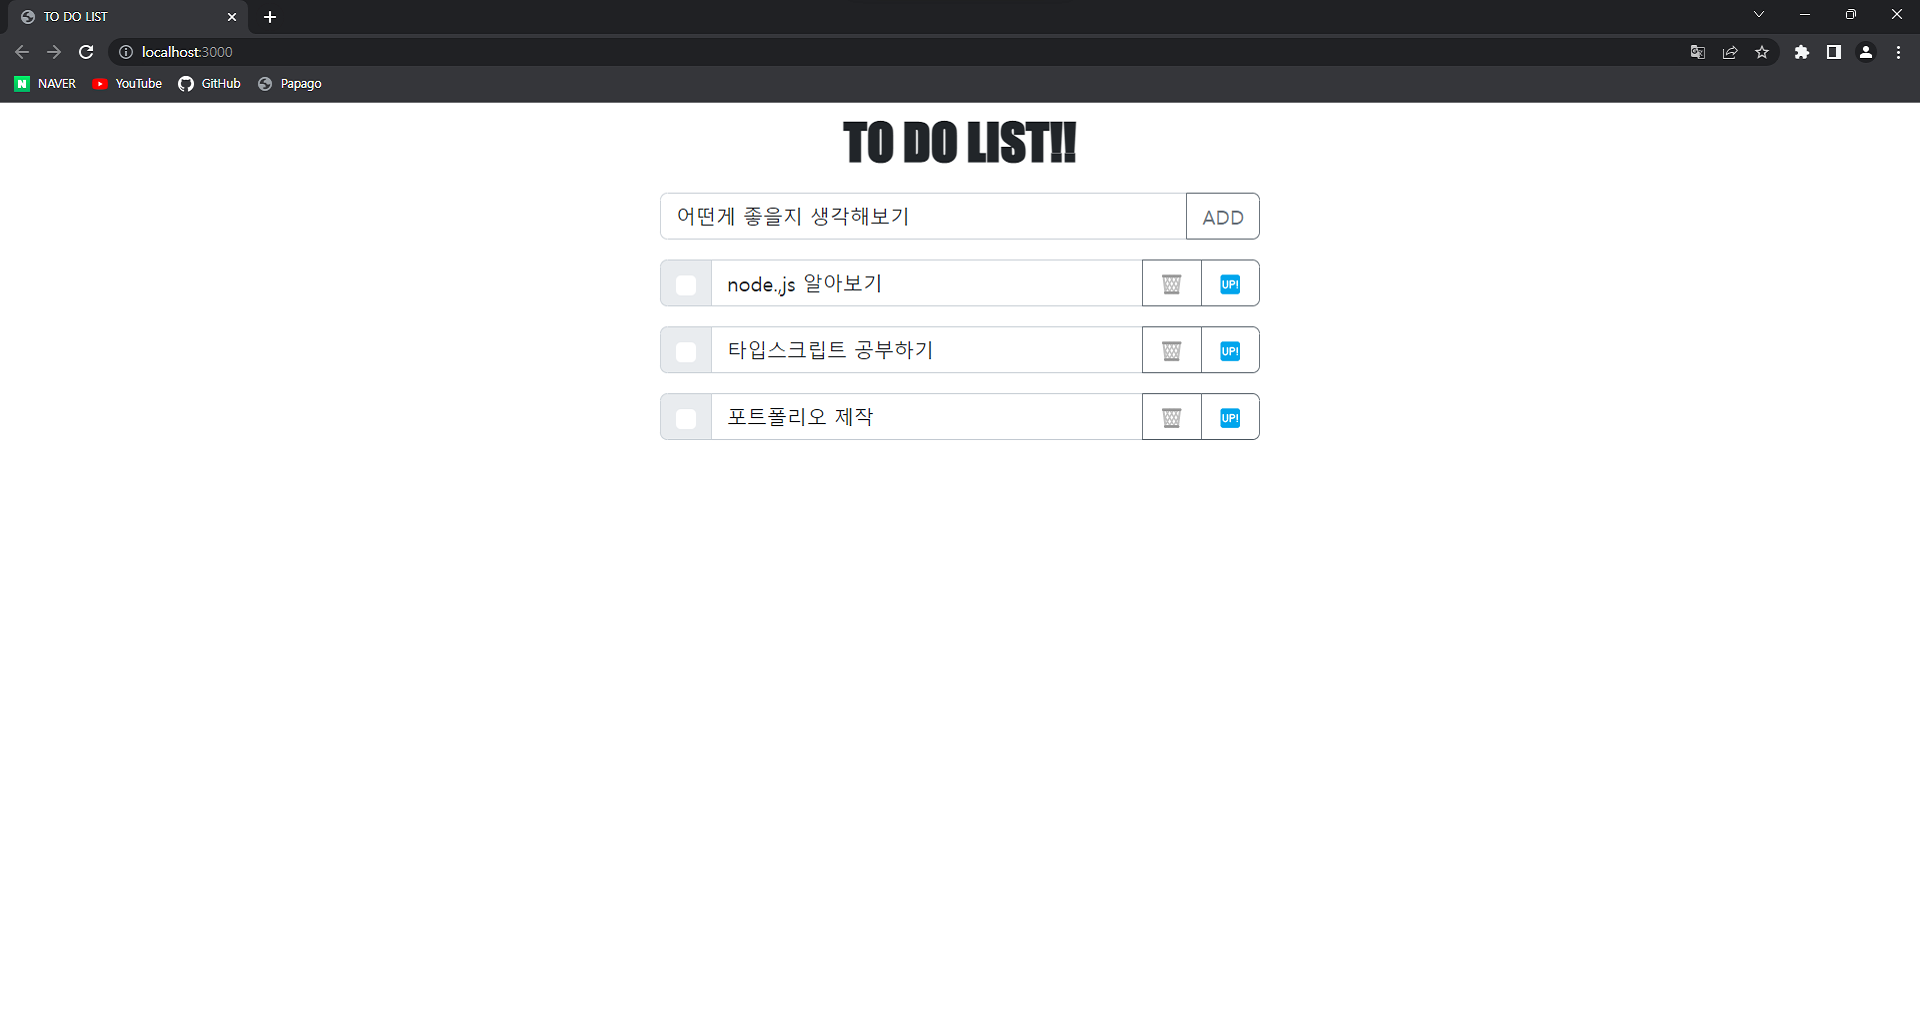 TO DO LIST
localhost:3000
NAVER YouTube GitHub Papago
TO DO LIST!!
어떤게 좋을지 생각해보기 ADD
node.,js 알아보기 UP!
타입스크립트 공부하기 UP!
포트폴리오 제작 UP!